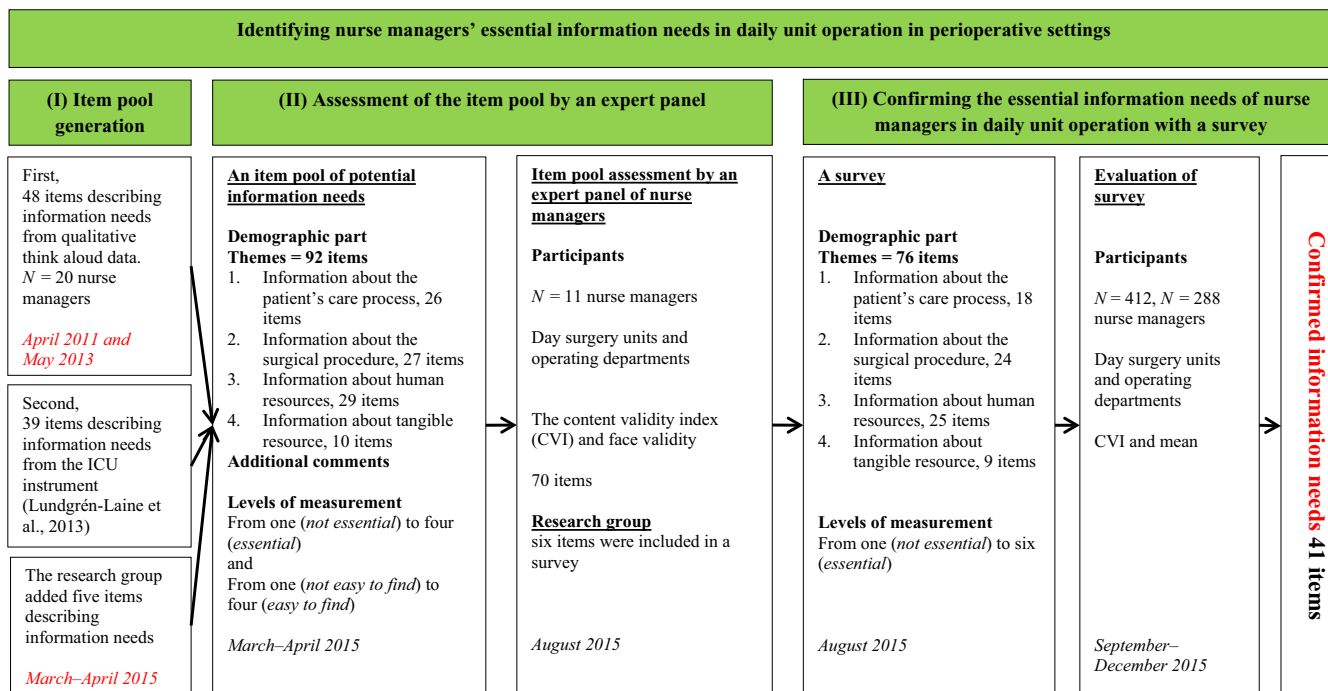 Identifying nurse managers’ essential information needs in daily unit operation in perioperative settings
(I) Item pool
generation
(II) Assessment of the item pool by an expert panel
(III) Confirming the essential information needs of nurse
managers in daily unit operation with a survey
First,
48 items describing
information needs
from qualitative
think aloud data.
N = 20 nurse
managers
April 2011 and
May 2013
Second,
39 items describing
information needs
from the ICU
instrument
(Lundgrén-Laine et
al., 2013)
The research group
added five items
describing
information needs
March–April 2015
An item pool of potential
information needs
Demographic part
Themes = 92 items
1. Information about the
patient’s care process, 26
items
2. Information about the
surgical procedure, 27 items
3. Information about human
resources, 29 items
4. Information about tangible
resource, 10 items
Additional comments
Levels of measurement
From one (not essential) to four
(essential)
and
From one (not easy to find) to
four (easy to find)
March–April 2015
Item pool assessment by an
expert panel of nurse
managers
Participants
N = 11 nurse managers
Day surgery units and
operating departments
The content validity index
(CVI) and face validity
70 items
Research group
six items were included in a
survey
August 2015
A survey
Demographic part
Themes = 76 items
1. Information about the
patient’s care process, 18
items
2. Information about the
surgical procedure, 24
items
3. Information about human
resources, 25 items
4. Information about
tangible resource, 9 items
Levels of measurement
From one (not essential) to six
(essential)
August 2015
Evaluation of
survey
Participants
N = 412, N = 288
nurse managers
Day surgery units
and operating
departments
CVI and mean
September–
December 2015
Confirmed information needs 41 items